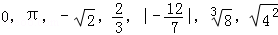 0, π, -√2, 2/3, |-12/7|, ∛8, √4²